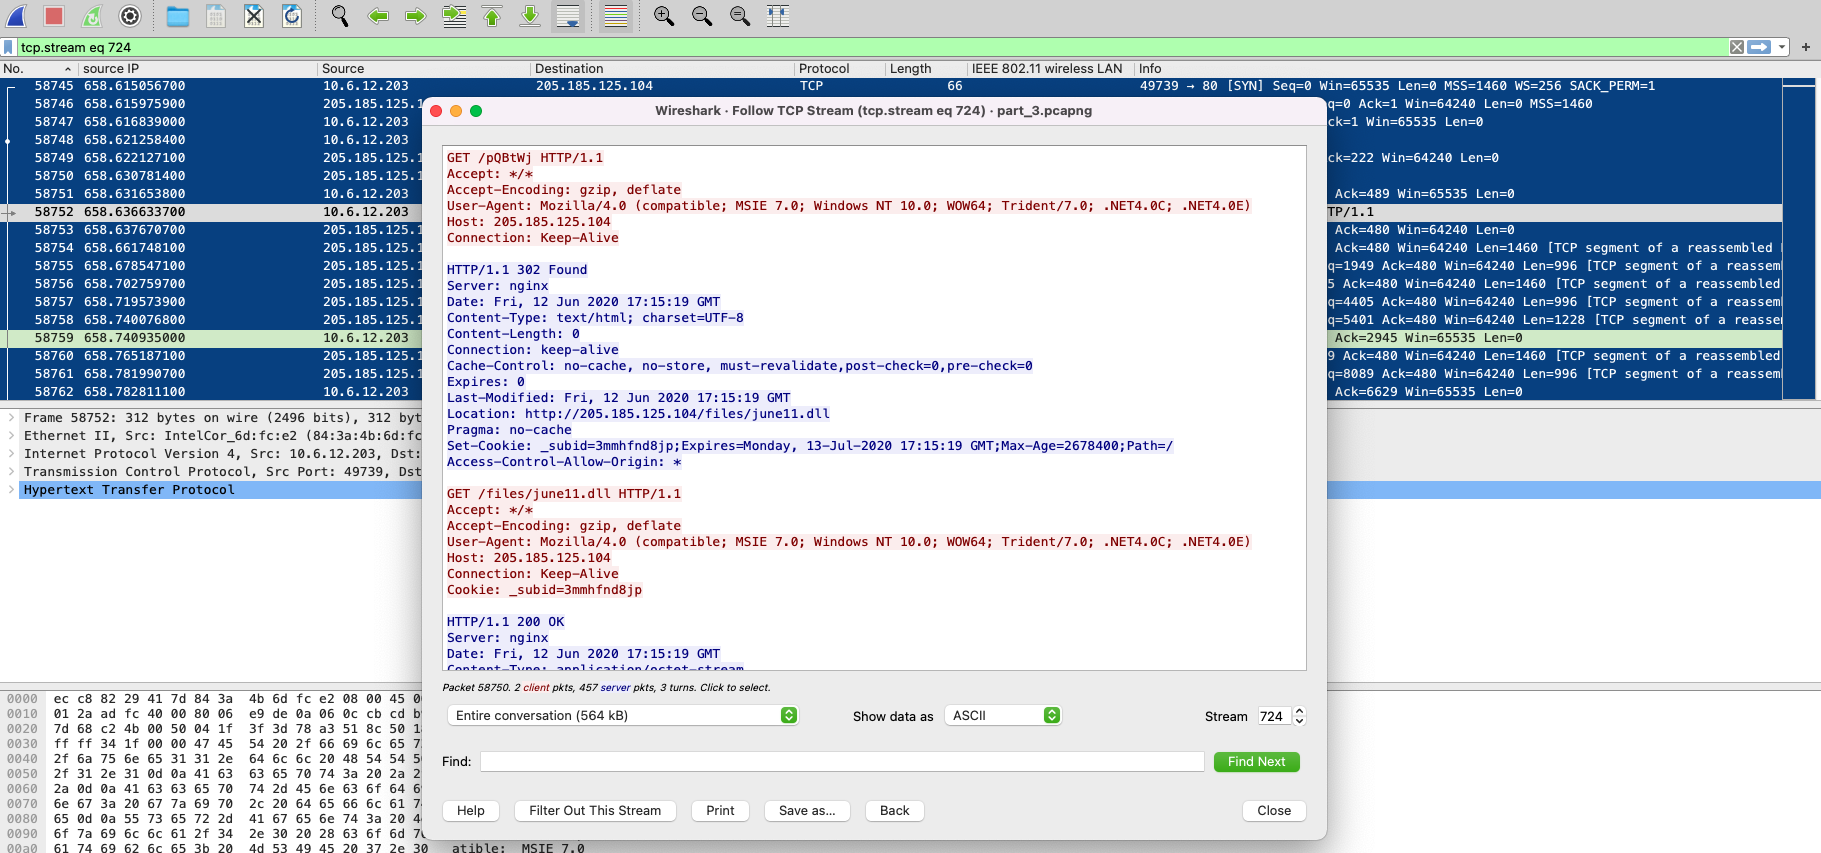 tcp.stream eq 724
No. source IP Source Destination Protocol Length IEEE 802.11 wireless LAN Info
58745 658.615056700 10.6.12.203 205.185.125.104 TCP 66 49739 → 80 [SYN] Seq=0 Win=65535 Len=0 MSS=1460 WS=256 SACK_PERM=1
58746 658.615975900 205.185.125.1 q=0 Ack=1 Win=64240 Len=0 MSS=1460
58747 658.616839000 10.6.12.203 ck=1 Win=65535 Len=0
58748 658.621258400 10.6.12.203
58749 658.622127100 205.185.125.1 ck=222 Win=64240 Len=0
58750 658.630781400 205.185.125.1
58751 658.631653800 10.6.12.203 Ack=489 Win=65535 Len=0
58752 658.636633700 10.6.12.203 TP/1.1
58753 658.637670700 205.185.125.1 Ack=480 Win=64240 Len=0
58754 658.661748100 205.185.125.1 Ack=480 Win=64240 Len=1460 [TCP segment of a reassembled
58755 658.678547100 205.185.125.1 q=1949 Ack=480 Win=64240 Len=996 [TCP segment of a reassem
58756 658.702759700 205.185.125.1 5 Ack=480 Win=64240 Len=1460 [TCP segment of a reassembled
58757 658.719573900 205.185.125.1 q=4405 Ack=480 Win=64240 Len=996 [TCP segment of a reassem
58758 658.740076800 205.185.125.1 q=5401 Ack=480 Win=64240 Len=1228 [TCP segment of a reasse
58759 658.740935000 10.6.12.203 Ack=2945 Win=65535 Len=0
58760 658.765187100 205.185.125.1 9 Ack=480 Win=64240 Len=1460 [TCP segment of a reassembled
58761 658.781990700 205.185.125.1 q=8089 Ack=480 Win=64240 Len=996 [TCP segment of a reassem
58762 658.782811100 10.6.12.203 Ack=6629 Win=65535 Len=0
Wireshark · Follow TCP Stream (tcp.stream eq 724) · part_3.pcapng
GET /pQBtWj HTTP/1.1
Accept: */*
Accept-Encoding: gzip, deflate
User-Agent: Mozilla/4.0 (compatible; MSIE 7.0; Windows NT 10.0; WOW64; Trident/7.0; .NET4.0C; .NET4.0E)
Host: 205.185.125.104
Connection: Keep-Alive
HTTP/1.1 302 Found
Server: nginx
Date: Fri, 12 Jun 2020 17:15:19 GMT
Content-Type: text/html; charset=UTF-8
Content-Length: 0
Connection: keep-alive
Cache-Control: no-cache, no-store, must-revalidate,post-check=0,pre-check=0
Expires: 0
Last-Modified: Fri, 12 Jun 2020 17:15:19 GMT
Location: http://205.185.125.104/files/june11.dll
Pragma: no-cache
Set-Cookie: _subid=3mmhfnd8jp;Expires=Monday, 13-Jul-2020 17:15:19 GMT;Max-Age=2678400;Path=/
Access-Control-Allow-Origin: *
GET /files/june11.dll HTTP/1.1
Accept: */*
Accept-Encoding: gzip, deflate
User-Agent: Mozilla/4.0 (compatible; MSIE 7.0; Windows NT 10.0; WOW64; Trident/7.0; .NET4.0C; .NET4.0E)
Host: 205.185.125.104
Connection: Keep-Alive
Cookie: _subid=3mmhfnd8jp
HTTP/1.1 200 OK
Server: nginx
Date: Fri, 12 Jun 2020 17:15:19 GMT
Content-Type: application/octet-stream
Packet 58750. 2 client pkts, 457 server pkts, 3 turns. Click to select.
Entire conversation (564 kB) Show data as ASCII Stream 724
Find: Find Next
Help Filter Out This Stream Print Save as... Back Close
Frame 58752: 312 bytes on wire (2496 bits), 312 byt
Ethernet II, Src: IntelCor_6d:fc:e2 (84:3a:4b:6d:fc
Internet Protocol Version 4, Src: 10.6.12.203, Dst:
Transmission Control Protocol, Src Port: 49739, Dst
Hypertext Transfer Protocol
0000 ec c8 82 29 41 7d 84 3a 4b 6d fc e2 08 00 45 0
0010 01 2a ad fc 40 00 80 06 e9 de 0a 06 0c cb cd b
0020 7d 68 c2 4b 00 50 04 1f 3f 3d 78 a3 51 8c 50 1
0030 ff ff 34 1f 00 00 47 45 54 20 2f 66 69 6c 65 7
0040 2f 6a 75 6e 65 31 31 2e 64 6c 6c 20 48 54 54 5
0050 2f 31 2e 31 0d 0a 41 63 63 65 70 74 3a 20 2a 2
0060 2a 0d 0a 41 63 63 65 70 74 2d 45 6e 63 6f 64 6
0070 6e 67 3a 20 67 7a 69 70 2c 20 64 65 66 6c 61 7
0080 65 0d 0a 55 73 65 72 2d 41 67 65 6e 74 3a 20 4
0090 6f 7a 69 6c 6c 61 2f 34 2e 30 20 28 63 6f 6d 7
00a0 61 74 69 62 6c 65 3b 20 4d 53 49 45 20 37 2e 30 atible; MSIE 7.0